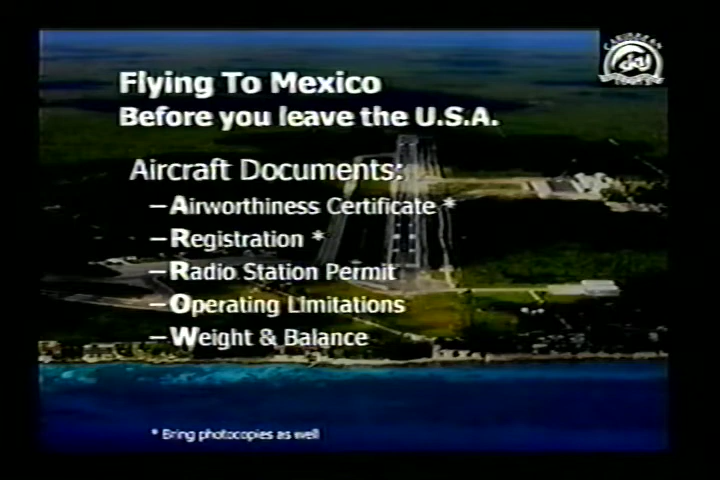 Flying To Mexico
Before you leave the U.S.A.
Aircraft Documents:
– Airworthiness Certificate *
– Registration *
– Radio Station Permit
– Operating Limitations
– Weight & Balance
* Bring photocopies as well
CARIBBEAN